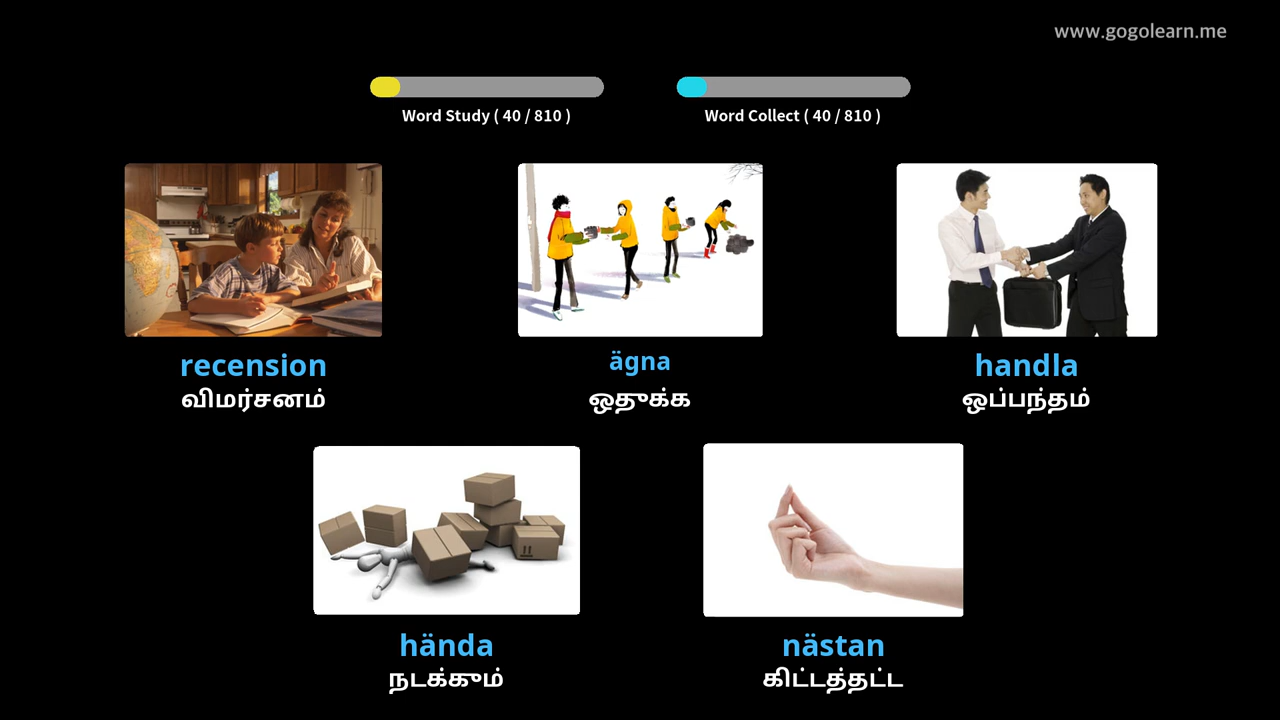 www.gogolearn.me
Word Study ( 40 / 810 )
Word Collect ( 40 / 810 )
recension
விமர்சனம்
ägna
ஒதுக்க
handla
ஒப்பந்தம்
hända
நடக்கும்
nästan
கிட்டத்தட்ட